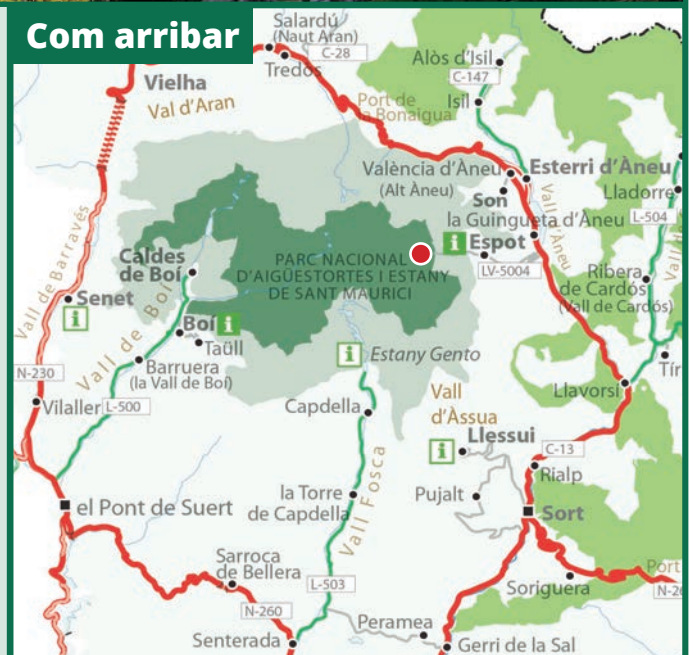 Com arribar
Salardú
(Naut Aran)
C-28
Tredós
Alòs d'Isil
C-147
Isil
Vielha
Val d'Aran
Port de
la Bonaigua
València d'Àneu
(Alt Àneu)
Esterri d'Àneu
Son
Lladorre
la Guingueta d'Àneu
L-504
Vall d'Àneu
i Espot
LV-5004
Caldes
de Boí
PARC NACIONAL
D'AIGÜESTORTES I ESTANY
DE SANT MAURICI
Ribera
de Cardós
(Vall de Cardós)
Vall de Barravés
Senet
i
Vall de Boí
Boí i
Taüll
Barruera
(la Vall de Boí)
i Estany Gento
N-230
Vilaller
L-500
Capdella
Vall
d'Àssua
Llavorsí
i Llessui
C-13
Rialp
Pujalt
Sort
el Pont de Suert
la Torre
de Capdella
Vall Fosca
Sarroca
de Bellera
L-503
Soriguera
Port
N-260
Peramea
Senterada
Gerri de la Sal